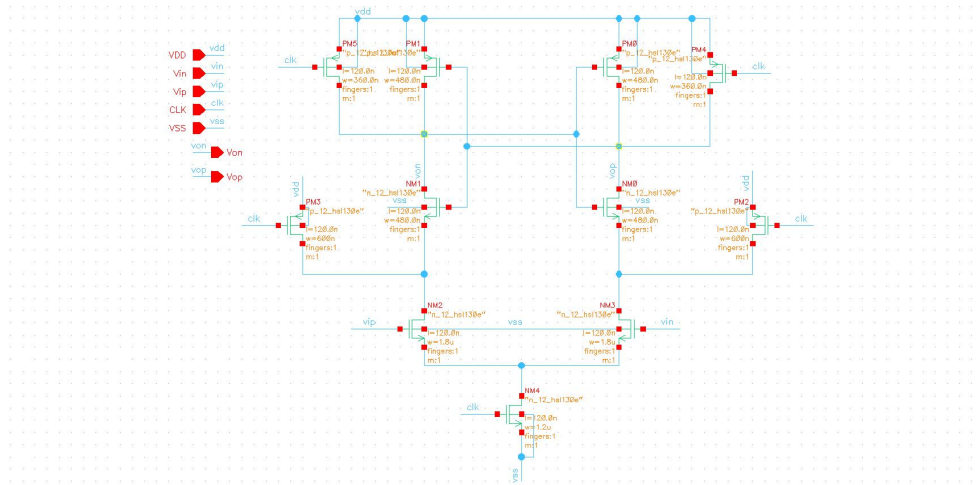 vdd
PM5
PM1
"p_12_hsl130e"
l=120.0n
w=360.0n
fingers:1
m:1
l=120.0n
w=480.0n
fingers:1
m:1
clk
PM0
"p_12_hsl130e"
PM4
"p_12_hsl130e"
l=120.0n
w=480.0n
fingers:1
m:1
l=120.0n
w=360.0n
fingers:1
m:1
clk
VDD vdd
Vin vin
Vip vip
CLK clk
VSS vss
von Von
vop Vop
von
vop
NM1
"n_12_hsl130e"
vss
l=120.0n
w=480.0n
fingers:1
m:1
NM0
"n_12_hsl130e"
vss
l=120.0n
w=480.0n
fingers:1
m:1
vdd
PM3
"p_12_hsl130e"
clk
l=120.0n
w=600n
fingers:1
m:1
vdd
PM2
"p_12_hsl130e"
clk
l=120.0n
w=600n
fingers:1
m:1
NM2
"n_12_hsl130e"
vip
l=120.0n
w=1.8u
fingers:1
m:1
vss
NM3
"n_12_hsl130e"
vin
l=120.0n
w=1.8u
fingers:1
m:1
NM4
"n_12_hsl130e"
clk
l=120.0n
w=1.2u
fingers:1
m:1
vss